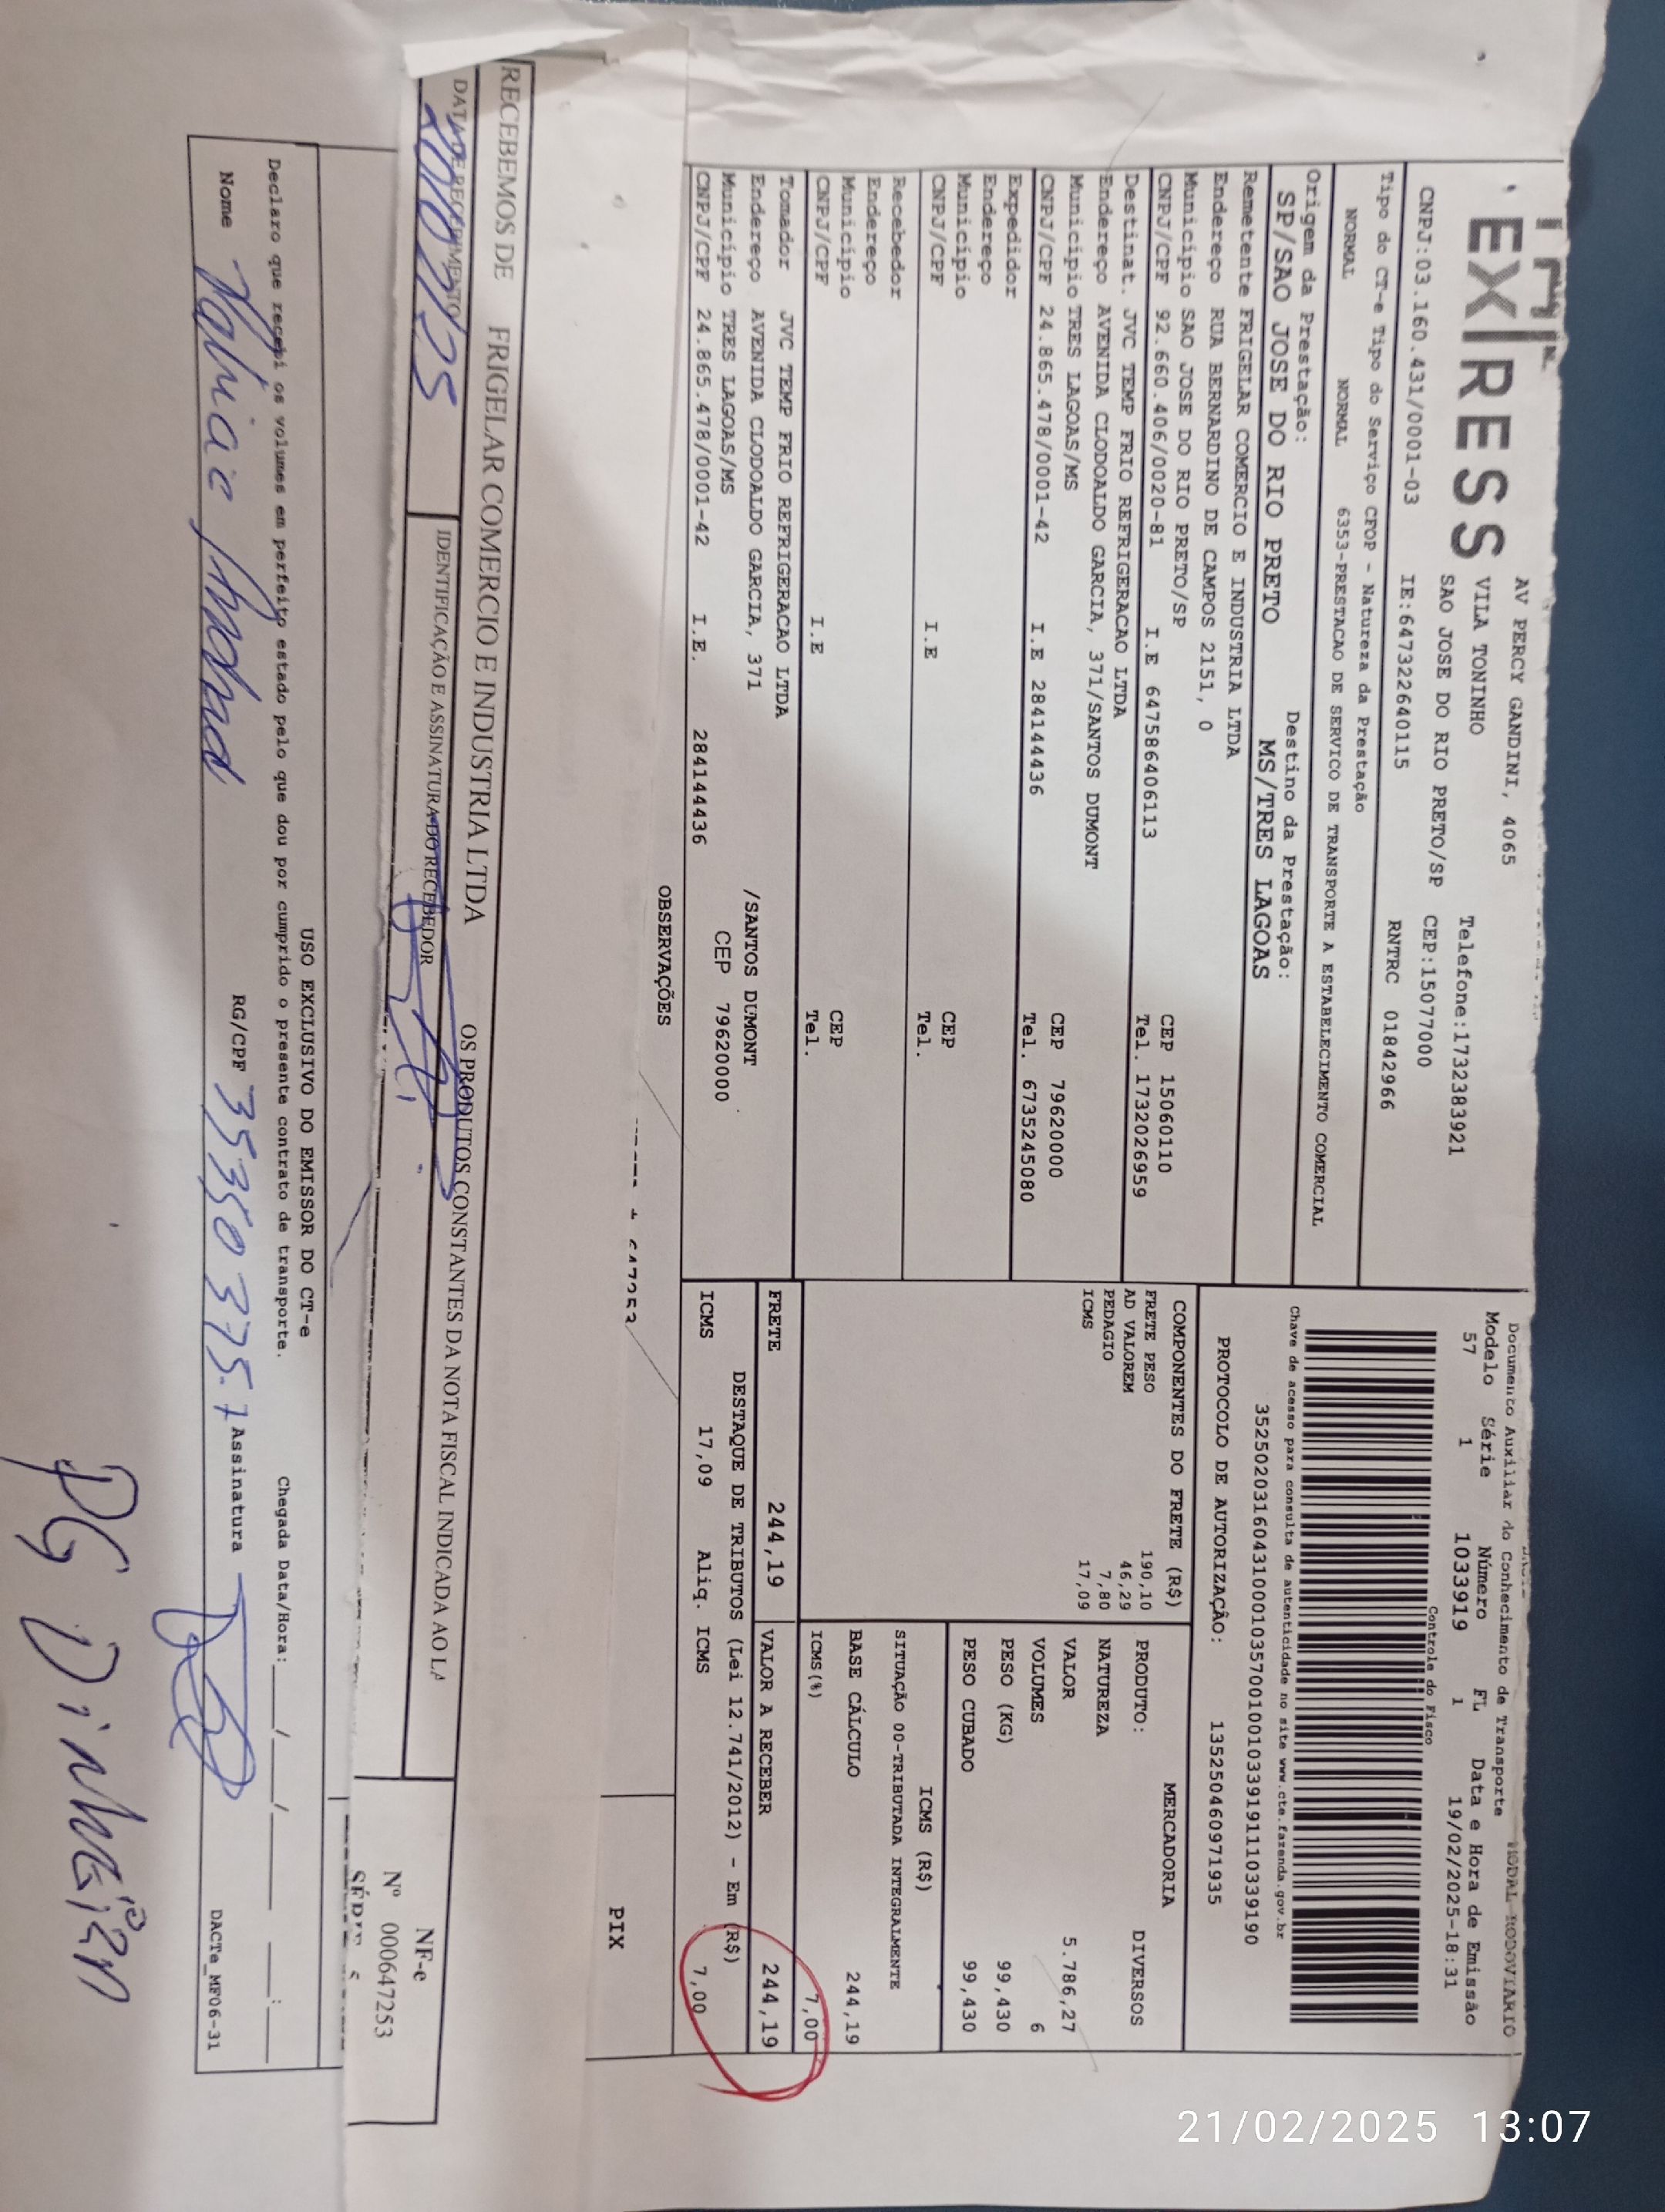 EXPRESS
AV PERCY GANDINI, 4065
VILA TONINHO
SAO JOSE DO RIO PRETO/SP
Telefone:1732383921
CEP:15077000
CNPJ:03.160.431/0001-03 IE:647322640115 RNTRC 01842966
Tipo do CT-e Tipo do Serviço CFOP - Natureza da Prestação
NORMAL NORMAL 6353-PRESTACAO DE SERVICO DE TRANSPORTE A ESTABELECIMENTO COMERCIAL
Origem da Prestação: Destino da Prestação:
SP/SAO JOSE DO RIO PRETO MS/TRES LAGOAS
Remetente FRIGELAR COMERCIO E INDUSTRIA LTDA
Endereço RUA BERNARDINO DE CAMPOS 2151, 0
Município SAO JOSE DO RIO PRETO/SP CEP 15060110
CNPJ/CPF 92.660.406/0020-81 I.E 647586406113 Tel. 1732026959
Destinat. JVC TEMP FRIO REFRIGERACAO LTDA
Endereço AVENIDA CLODOALDO GARCIA, 371/SANTOS DUMONT
Município TRES LAGOAS/MS CEP 79620000
CNPJ/CPF 24.865.478/0001-42 I.E 284144436 Tel. 6735245080
Expedidor
Endereço
Município CEP
CNPJ/CPF I.E Tel.
Recebedor
Endereço
Município CEP
CNPJ/CPF I.E Tel.
Tomador JVC TEMP FRIO REFRIGERACAO LTDA
Endereço AVENIDA CLODOALDO GARCIA, 371 /SANTOS DUMONT
Município TRES LAGOAS/MS CEP 79620000
CNPJ/CPF 24.865.478/0001-42 I.E. 284144436
OBSERVAÇÕES
Documento Auxiliar do Conhecimento de Transporte MODAL RODOVIARIO
Modelo Série Número FL Data e Hora de Emissão
57 1 103919 1 19/02/2025-18:31
Controle do Fisco
Chave de acesso para consulta de autenticidade no site www.cte.fazenda.gov.br
35250203160431000103570010010339191110339190
PROTOCOLO DE AUTORIZAÇÃO: 135250460971935
COMPONENTES DO FRETE (R$)
FRETE PESO 190,10
AD VALOREM 46,29
PEDAGIO 7,80
ICMS 17,09
MERCADORIA
PRODUTO: DIVERSOS
NATUREZA
VALOR 5.786,27
VOLUMES 6
PESO (KG) 99,430
PESO CUBADO 99,430
ICMS (R$)
SITUAÇÃO 00-TRIBUTADA INTEGRALMENTE
BASE CÁLCULO 244,19
ICMS(%) 7,00
FRETE 244,19 VALOR A RECEBER 244,19
DESTAQUE DE TRIBUTOS (Lei 12.741/2012) - Em (R$)
ICMS 17,09 Aliq. ICMS 7,00
PIX
RECEBEMOS DE FRIGELAR COMERCIO E INDUSTRIA LTDA OS PRODUTOS CONSTANTES DA NOTA FISCAL INDICADA AO LA
DATA DE RECEBIMENTO IDENTIFICAÇÃO E ASSINATURA DO RECEBEDOR
NF-e
Nº 000647253
SÉRIE 5
USO EXCLUSIVO DO EMISSOR DO CT-e
Declaro que recebi os volumes em perfeito estado pelo que dou por cumprido o presente contrato de transporte. Chegada Data/Hora:___/___/______ ___:___
Nome RG/CPF 35350375.7 Assinatura
DACTe_MF06-31
PG DiNHEiRO
21/02/2025 13:07